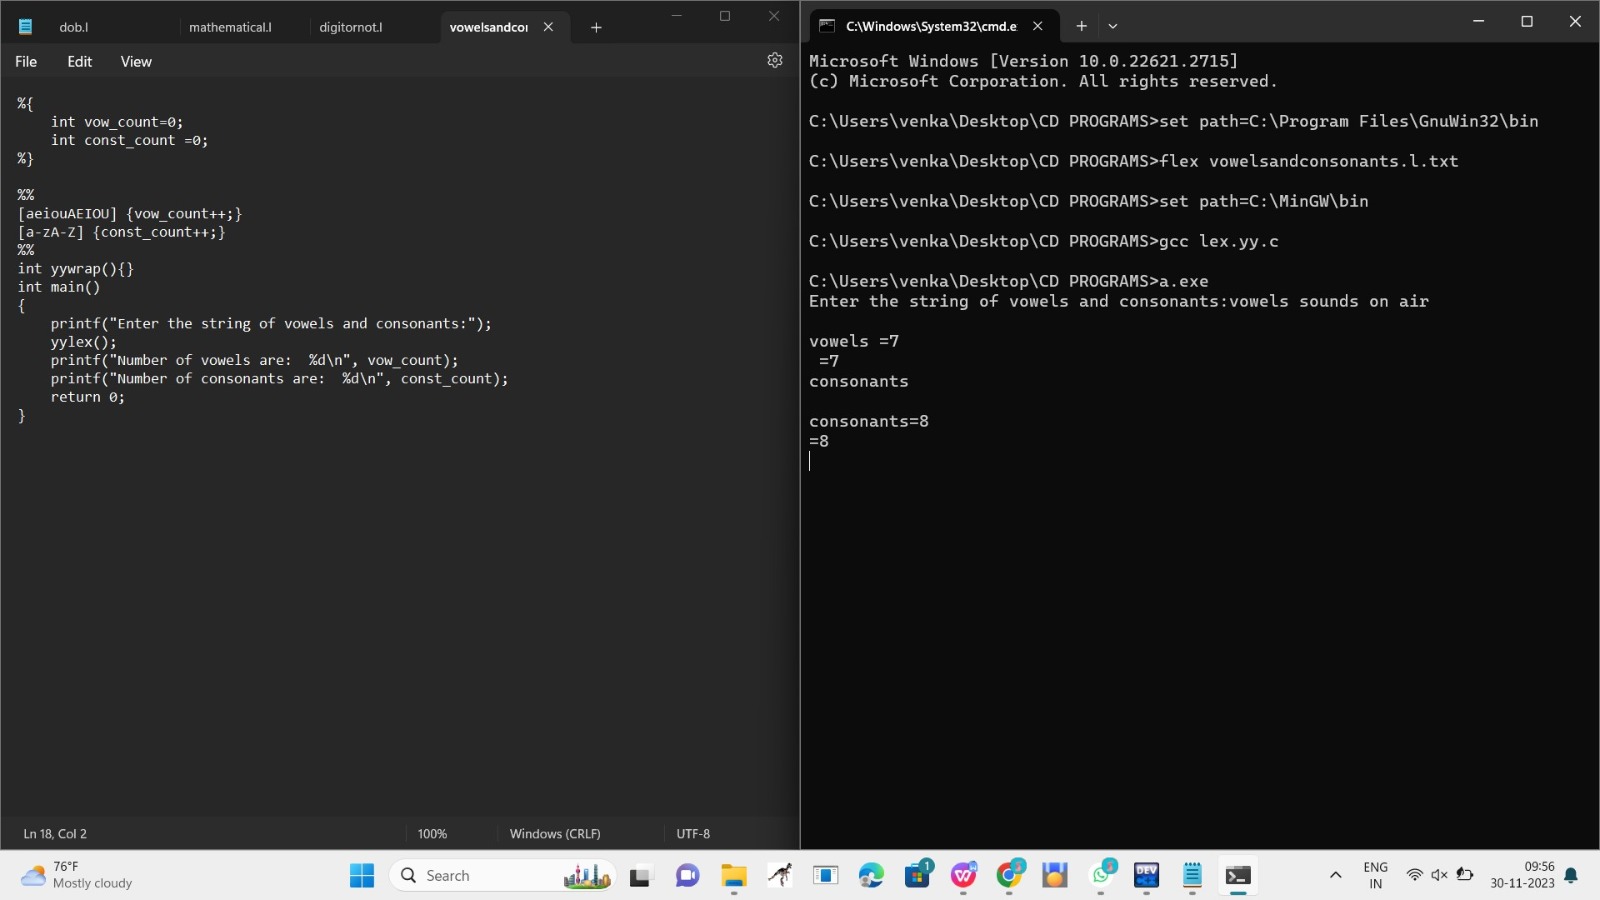 dob.l mathematical.l digitornot.l vowelsandcoı
File Edit View
%{
    int vow_count=0;
    int const_count =0;
%}
%%
[aeiouAEIOU] {vow_count++;}
[a-zA-Z] {const_count++;}
%%
int yywrap(){}
int main()
{
    printf("Enter the string of vowels and consonants:");
    yylex();
    printf("Number of vowels are:  %d\n", vow_count);
    printf("Number of consonants are:  %d\n", const_count);
    return 0;
}
Ln 18, Col 2 100% Windows (CRLF) UTF-8
C:\Windows\System32\cmd.e
Microsoft Windows [Version 10.0.22621.2715]
(c) Microsoft Corporation. All rights reserved.
C:\Users\venka\Desktop\CD PROGRAMS>set path=C:\Program Files\GnuWin32\bin
C:\Users\venka\Desktop\CD PROGRAMS>flex vowelsandconsonants.l.txt
C:\Users\venka\Desktop\CD PROGRAMS>set path=C:\MinGW\bin
C:\Users\venka\Desktop\CD PROGRAMS>gcc lex.yy.c
C:\Users\venka\Desktop\CD PROGRAMS>a.exe
Enter the string of vowels and consonants:vowels sounds on air
vowels =7
 =7
consonants
consonants=8
=8
76°F
Mostly cloudy
Search
1
DEV
ENG
IN
09:56
30-11-2023